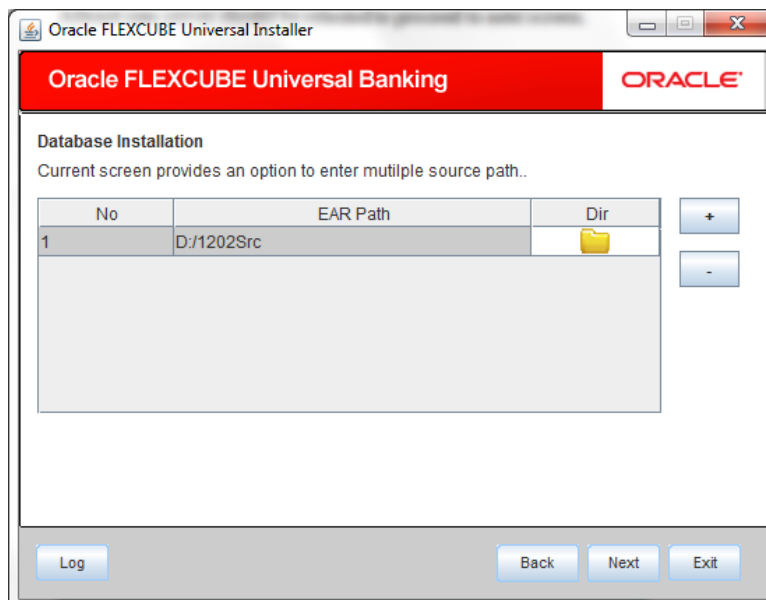 Oracle FLEXCUBE Universal Installer
Oracle FLEXCUBE Universal Banking
ORACLE
Database Installation
Current screen provides an option to enter mutilple source path..
No EAR Path Dir
1 D:/1202Src
+
-
Log Back Next Exit